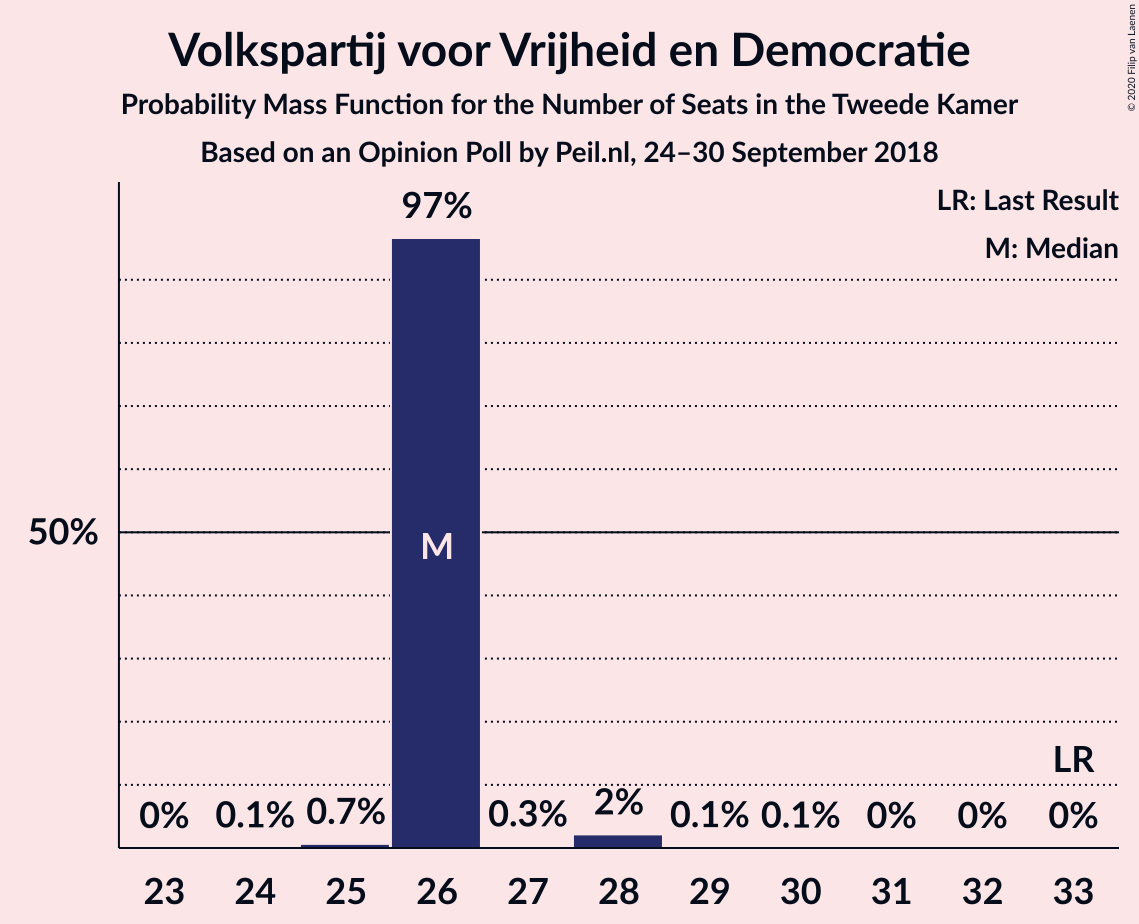 Volkspartij voor Vrijheid en Democratie
Probability Mass Function for the Number of Seats in the Tweede Kamer
Based on an Opinion Poll by Peil.nl, 24–30 September 2018
© 2020 Filip van Laenen
LR: Last Result
M: Median
97%
50%
M
LR
0% 0.1% 0.7% 0.3% 2% 0.1% 0.1% 0% 0% 0%
23 24 25 26 27 28 29 30 31 32 33